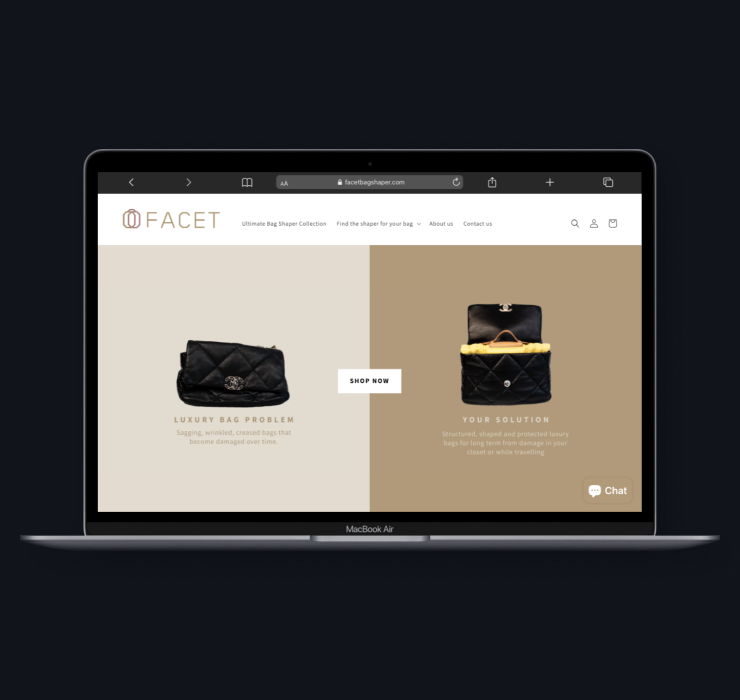 AA
facetbagshaper.com
FACET
Ultimate Bag Shaper Collection
Find the shaper for your bag
About us
Contact us
SHOP NOW
LUXURY BAG PROBLEM
Sagging, wrinkled, creased bags that
become damaged over time.
YOUR SOLUTION
Structured, shaped and protected luxury
bags for long term from damage in your
closet or while travelling
Chat
MacBook Air